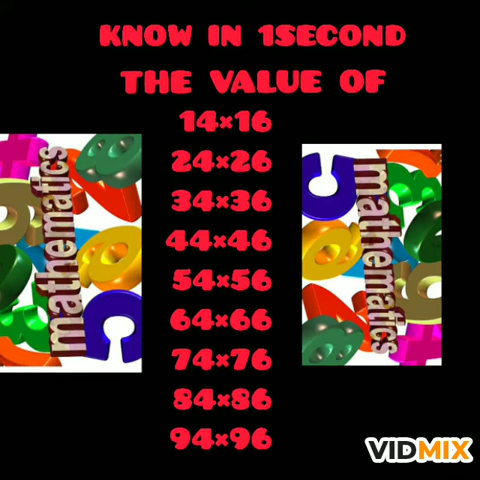 KNOW IN 1SECOND
THE VALUE OF
14×16
24×26
34×36
44×46
54×56
64×66
74×76
84×86
94×96
mathematics
mathematics
VIDMIX